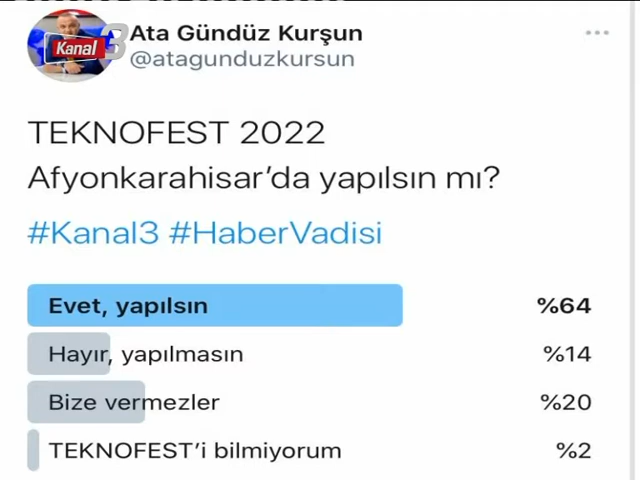 Kanal 3
Ata Gündüz Kurşun
@atagunduzkursun
TEKNOFEST 2022
Afyonkarahisar’da yapılsın mı?
#Kanal3 #HaberVadisi
Evet, yapılsın %64
Hayır, yapılmasın %14
Bize vermezler %20
TEKNOFEST’i bilmiyorum %2